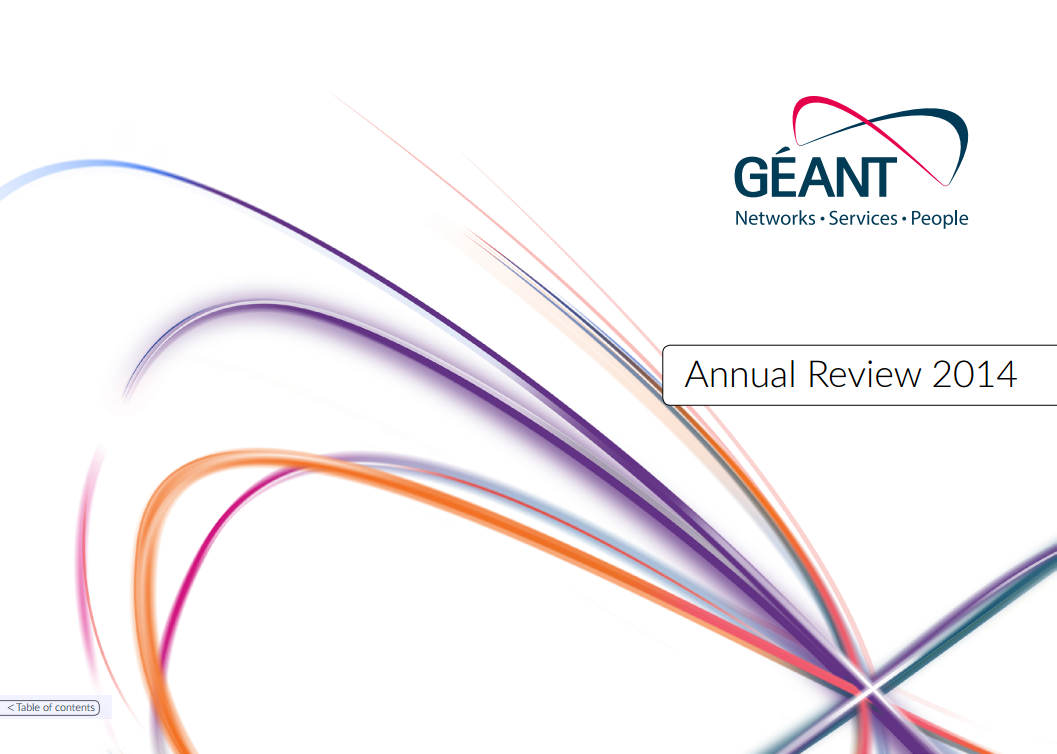 GÉANT
Networks • Services • People
Annual Review 2014
< Table of contents